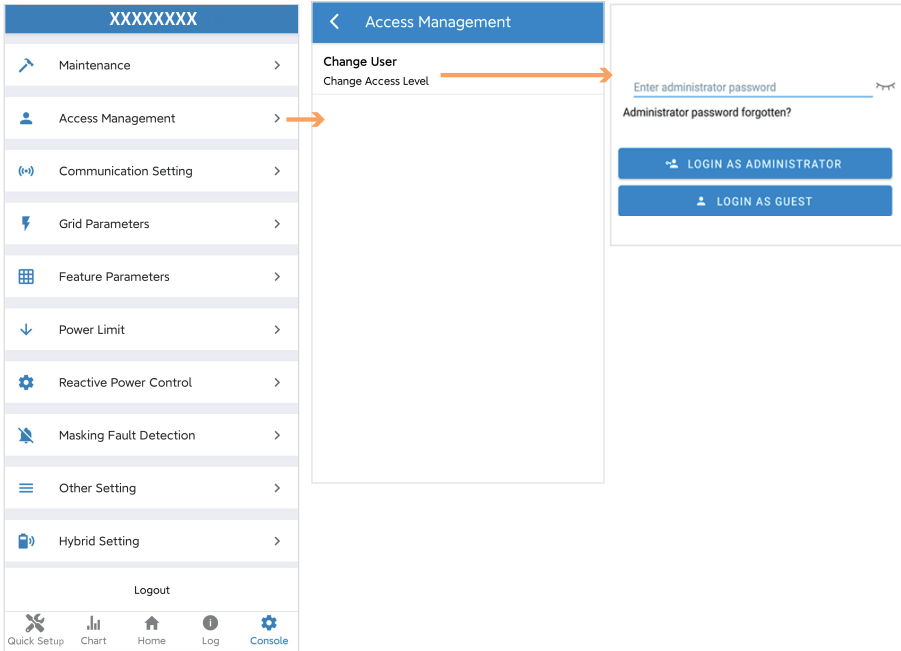 XXXXXXXX
Maintenance
Access Management
Communication Setting
Grid Parameters
Feature Parameters
Power Limit
Reactive Power Control
Masking Fault Detection
Other Setting
Hybrid Setting
Logout
Quick Setup Chart Home Log Console
Access Management
Change User
Change Access Level
Enter administrator password
Administrator password forgotten?
LOGIN AS ADMINISTRATOR
LOGIN AS GUEST